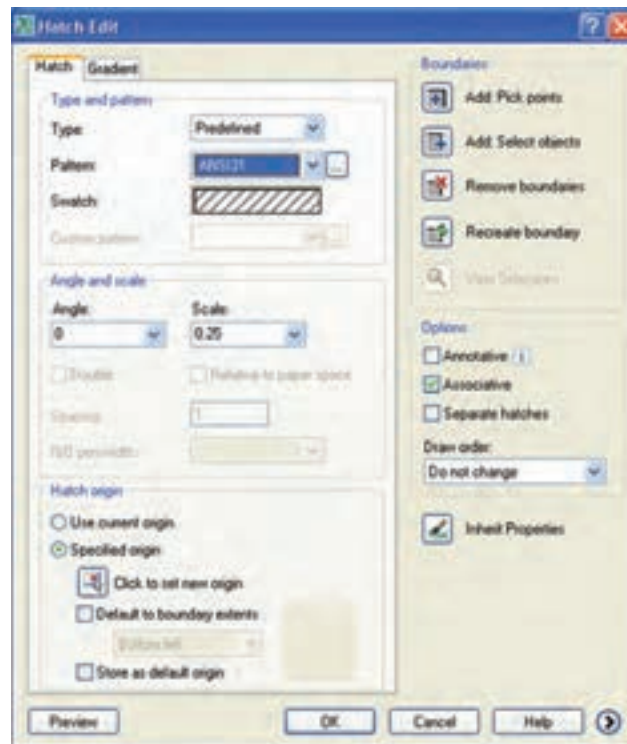 Hatch Edit
Hatch
Gradient
Type and pattern
Type:
Predefined
Pattern:
ANSI31
...
Swatch:
Custom pattern:
Angle and scale
Angle:
Scale:
0
0.25
Double
Relative to paper space
Spacing:
1
ISO pen width:
Hatch origin
Use current origin
Specified origin
Click to set new origin
Default to boundary extents
Bottom left
Store as default origin
Boundaries
Add: Pick points
Add: Select objects
Remove boundaries
Recreate boundary
View Selections
Options
Annotative
Associative
Separate hatches
Draw order:
Do not change
Inherit Properties
Preview
OK
Cancel
Help